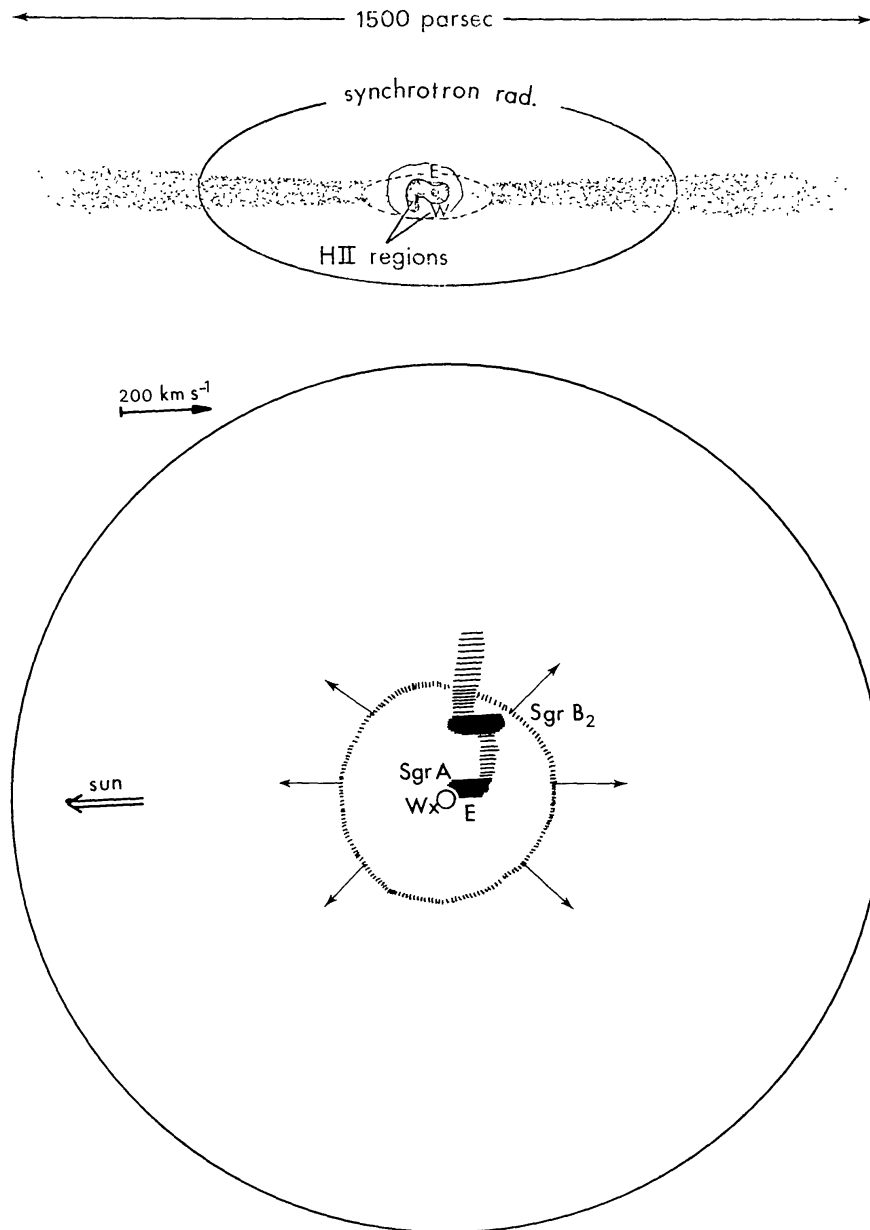 1500 parsec
synchrotron rad.
E
W
HII regions
200 km s⁻¹
Sgr B₂
Sgr A
sun
Wx
E